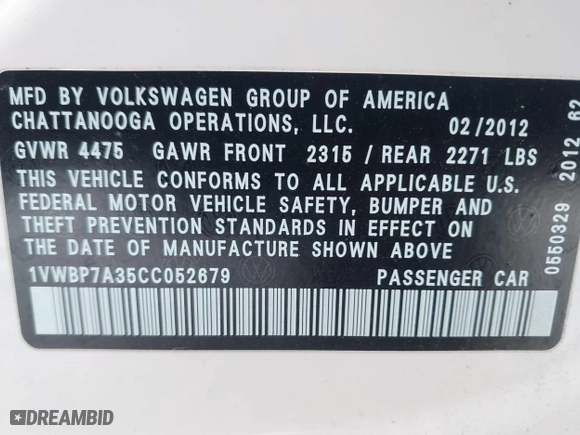 MFD BY VOLKSWAGEN GROUP OF AMERICA
CHATTANOOGA OPERATIONS, LLC. 02/2012
GVWR 4475 GAWR FRONT 2315 / REAR 2271 LBS
THIS VEHICLE CONFORMS TO ALL APPLICABLE U.S.
FEDERAL MOTOR VEHICLE SAFETY, BUMPER AND
THEFT PREVENTION STANDARDS IN EFFECT ON
THE DATE OF MANUFACTURE SHOWN ABOVE
1VWBP7A35CC052679 PASSENGER CAR
0550329 2012 62
DREAMBID